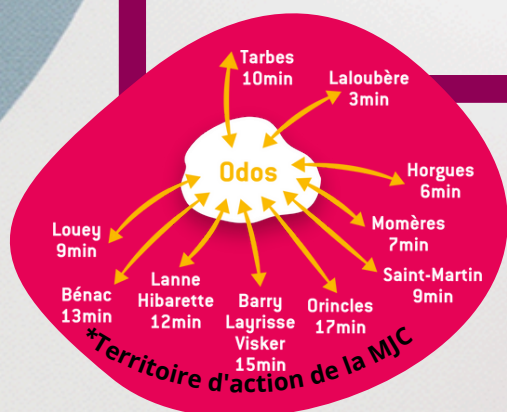 Tarbes
10min
Laloubère
3min
Odos
Horgues
6min
Momères
7min
Saint-Martin
9min
Louey
9min
Bénac
13min
Lanne
Hibarette
12min
Barry
Layrisse
Visker
15min
Orincles
17min
*Territoire d'action de la MJC